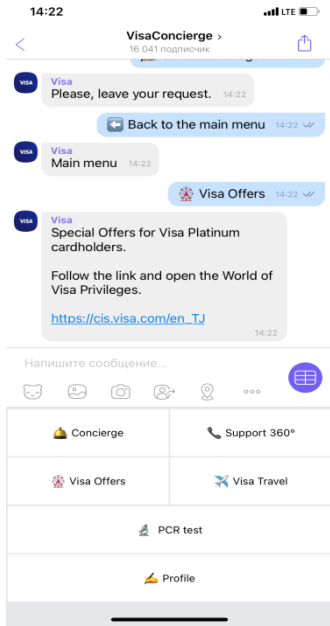 14:22
LTE
VisaConcierge >
16 041 подписчик
VISA
Visa
Please, leave your request. 14:22
Back to the main menu 14:22
VISA
Visa
Main menu 14:22
Visa Offers 14:22
VISA
Visa
Special Offers for Visa Platinum
cardholders.
Follow the link and open the World of
Visa Privileges.
https://cis.visa.com/en_TJ
14:22
Напишите сообщение...
Concierge
Support 360°
Visa Offers
Visa Travel
PCR test
Profile